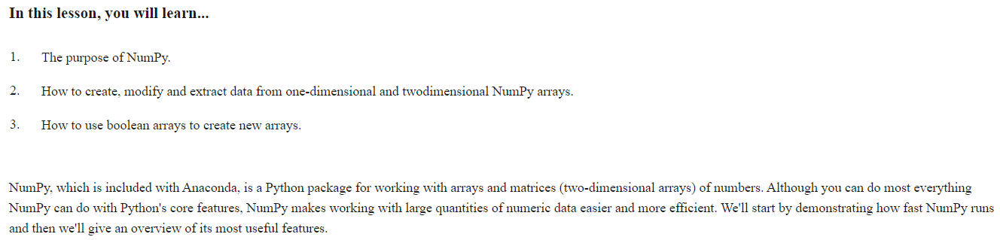 In this lesson, you will learn...
1. The purpose of NumPy.
2. How to create, modify and extract data from one-dimensional and twodimensional NumPy arrays.
3. How to use boolean arrays to create new arrays.
NumPy, which is included with Anaconda, is a Python package for working with arrays and matrices (two-dimensional arrays) of numbers. Although you can do most everything
NumPy can do with Python's core features, NumPy makes working with large quantities of numeric data easier and more efficient. We'll start by demonstrating how fast NumPy runs
and then we'll give an overview of its most useful features.